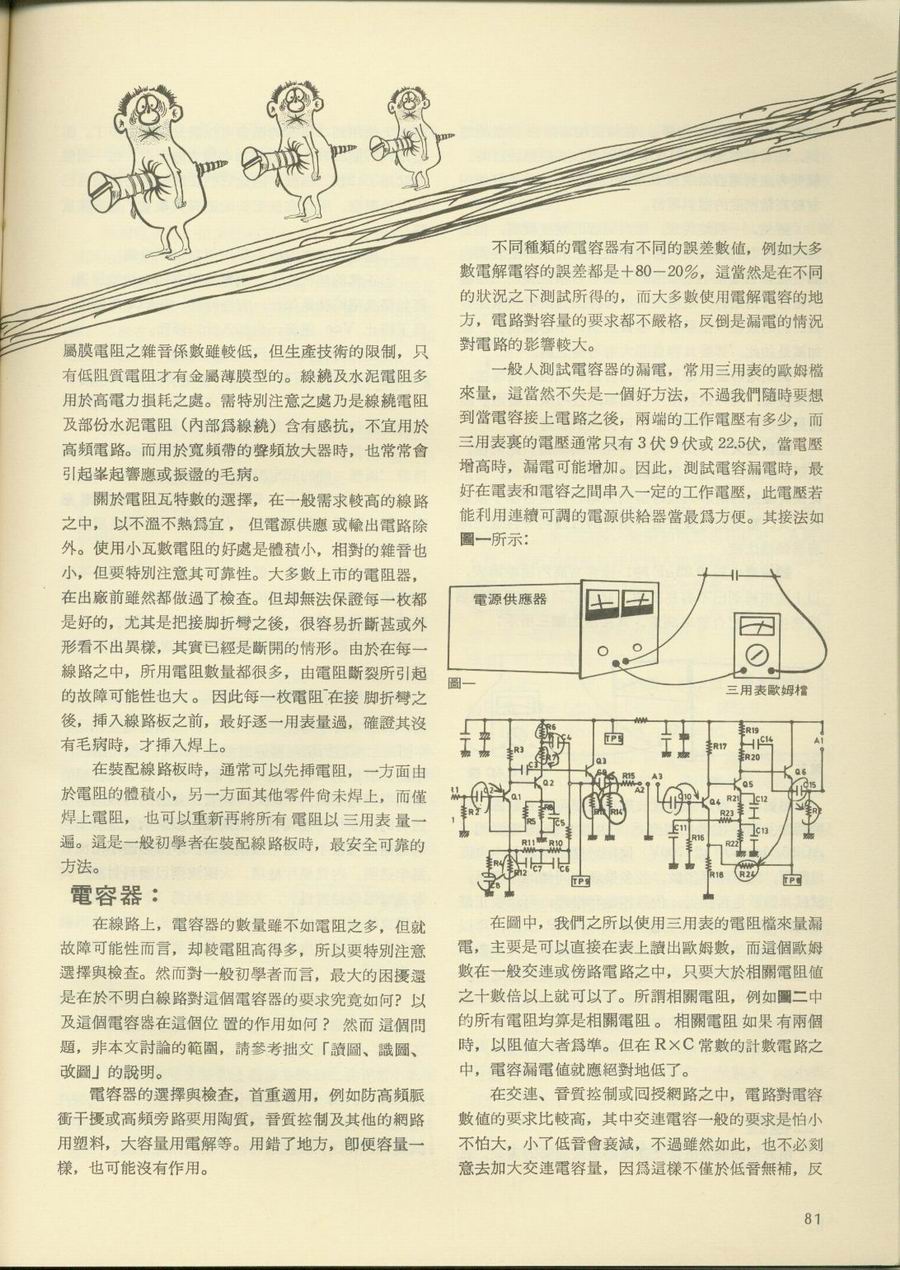 屬膜電阻之雜音係數雖較低，但生產技術的限制，只
有低阻質電阻才有金屬薄膜型的。線繞及水泥電阻多
用於高電力損耗之處。需特別注意之處乃是線繞電阻
及部份水泥電阻（內部爲線繞）含有感抗，不宜用於
高頻電路。而用於寬頻帶的聲頻放大器時，也常常會
引起峯起響應或振盪的毛病。
關於電阻瓦特數的選擇，在一般需求較高的線路
之中，以不溫不熱爲宜，但電源供應或輸出電路除
外。使用小瓦數電阻的好處是體積小，相對的雜音也
小，但要特別注意其可靠性。大多數上市的電阻器，
在出廠前雖然都做過了檢查。但却無法保證每一枚都
是好的，尤其是把接脚折彎之後，很容易折斷甚或外
形看不出異樣，其實已經是斷開的情形。由於在每一
線路之中，所用電阻數量都很多，由電阻斷裂所引起
的故障可能性也大。因此每一枚電阻在接脚折彎之
後，揷入線路板之前，最好逐一用表量過，確證其沒
有毛病時，才揷入焊上。
在裝配線路板時，通常可以先揷電阻，一方面由
於電阻的體積小，另一方面其他零件尙未焊上，而僅
焊上電阻，也可以重新再將所有電阻以三用表量一
遍。這是一般初學者在裝配線路板時，最安全可靠的
方法。
電容器：
在線路上，電容器的數量雖不如電阻之多，但就
故障可能性而言，却較電阻高得多，所以要特別注意
選擇與檢查。然而對一般初學者而言，最大的困擾還
是在於不明白線路對這個電容器的要求究竟如何？以
及這個電容器在這個位置的作用如何？然而這個問
題，非本文討論的範圍，請參考拙文「讀圖、識圖、
改圖」的說明。
電容器的選擇與檢查，首重適用，例如防高頻脈
衝干擾或高頻旁路要用陶質，音質控制及其他的網路
用塑料，大容量用電解等。用錯了地方，卽便容量一
樣，也可能沒有作用。
不同種類的電容器有不同的誤差數值，例如大多
數電解電容的誤差都是＋80－20％，這當然是在不同
的狀況之下測試所得的，而大多數使用電解電容的地
方，電路對容量的要求都不嚴格，反倒是漏電的情況
對電路的影響較大。
一般人測試電容器的漏電，常用三用表的歐姆檔
來量，這當然不失是一個好方法，不過我們隨時要想
到當電容接上電路之後，兩端的工作電壓有多少，而
三用表裏的電壓通常只有3伏9伏或22.5伏，當電壓
增高時，漏電可能增加。因此，測試電容漏電時，最
好在電表和電容之間串入一定的工作電壓，此電壓若
能利用連續可調的電源供給器當最爲方便。其接法如
圖一所示：
電源供應器
圖一
三用表歐姆檔
R6
C4
R7
R3
C3
Q.3
TP5
Q.2
C2
Q.1
R2
R5
C5
R15
A2
A3
R14
R11
R10
C7
C6
R4
R12
C8
TP9
R17
R19
C14
R20
A1
Q.6
Q.5
C15
C10
Q.4
R21
C12
R23
C11
R16
C13
R22
R18
R24
TP8
在圖中，我們之所以使用三用表的電阻檔來量漏
電，主要是可以直接在表上讀出歐姆數，而這個歐姆
數在一般交連或傍路電路之中，只要大於相關電阻値
之十數倍以上就可以了。所謂相關電阻，例如圖二中
的所有電阻均算是相關電阻。相關電阻如果有兩個
時，以阻値大者爲準。但在R×C常數的計數電路之
中，電容漏電値就應絕對地低了。
在交連、音質控制或回授網路之中，電路對電容
數值的要求比較高，其中交連電容一般的要求是怕小
不怕大，小了低音會衰減，不過雖然如此，也不必刻
意去加大交連電容量，因爲這樣不僅於低音無補，反
81